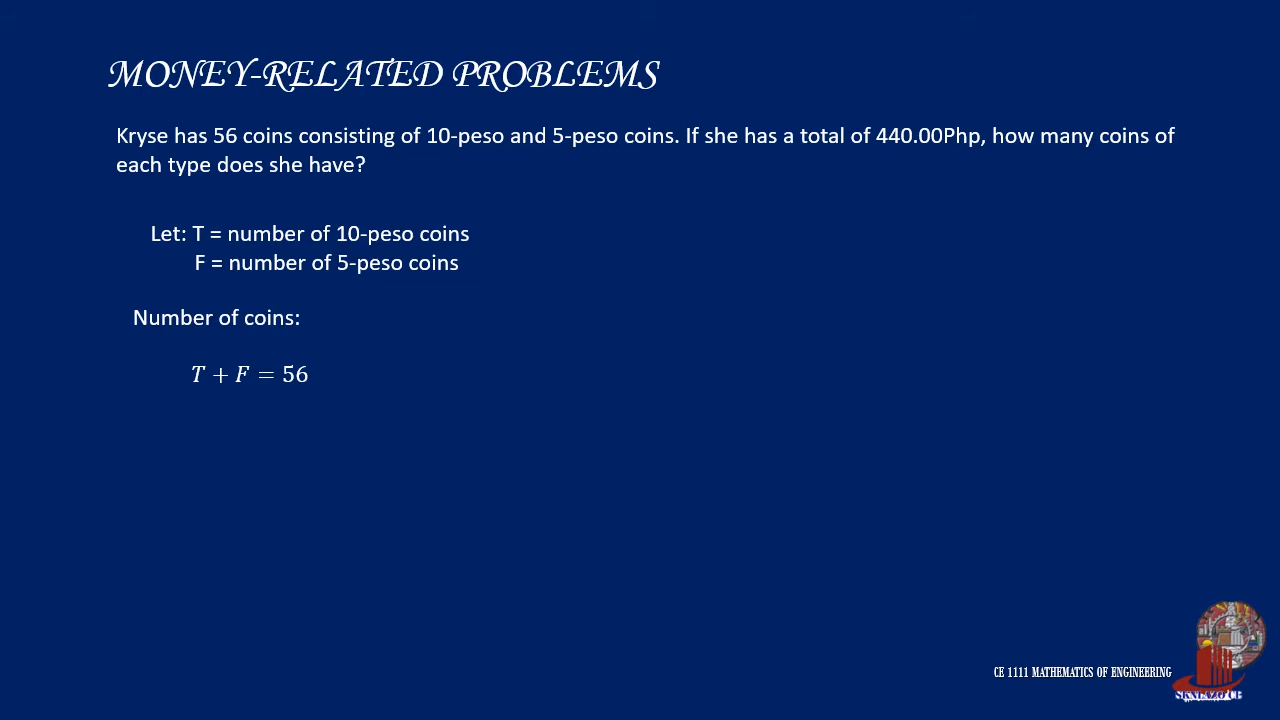 MONEY-RELATED PROBLEMS
Kryse has 56 coins consisting of 10-peso and 5-peso coins. If she has a total of 440.00Php, how many coins of
each type does she have?
Let: T = number of 10-peso coins
F = number of 5-peso coins
Number of coins:
T + F = 56
CE 1111 MATHEMATICS OF ENGINEERING